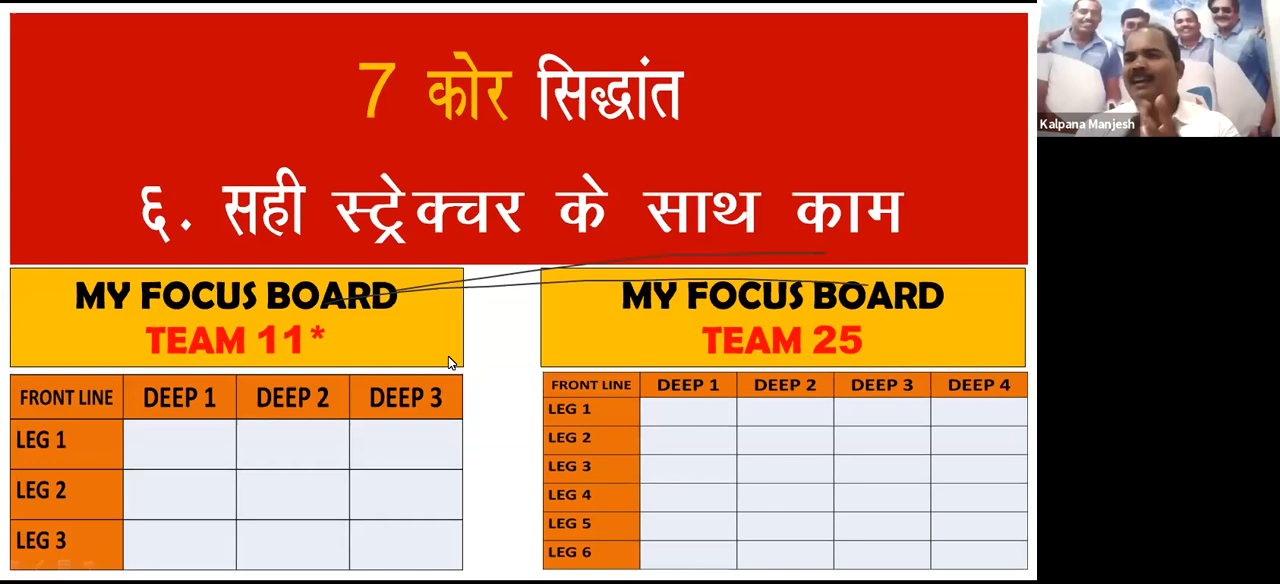 7 कोर सिद्धांत
६. सही स्ट्रेक्चर के साथ काम
Kalpana Manjesh
MY FOCUS BOARD
TEAM 11*
FRONT LINE DEEP 1 DEEP 2 DEEP 3
LEG 1
LEG 2
LEG 3
MY FOCUS BOARD
TEAM 25
FRONT LINE DEEP 1 DEEP 2 DEEP 3 DEEP 4
LEG 1
LEG 2
LEG 3
LEG 4
LEG 5
LEG 6